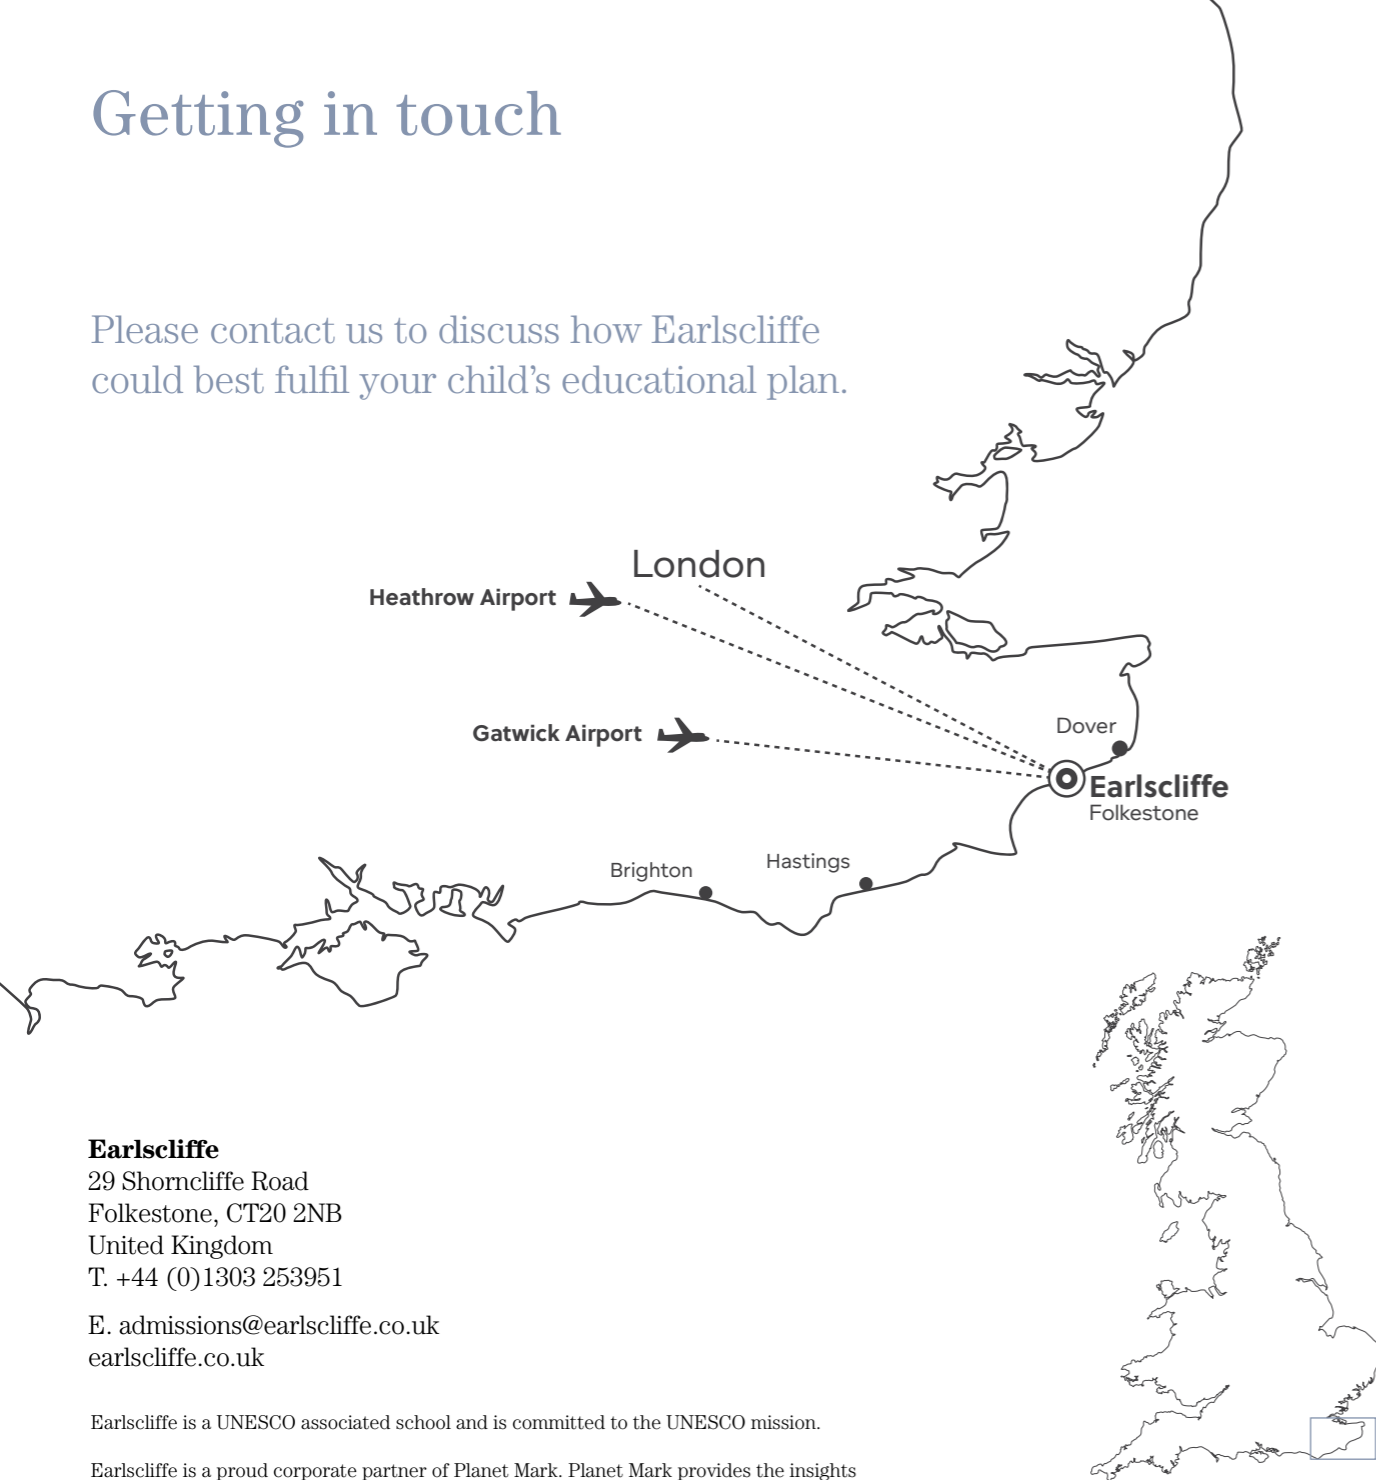 Getting in touch
Please contact us to discuss how Earlscliffe
could best fulfil your child’s educational plan.
London
Heathrow Airport
Gatwick Airport
Dover
Earlscliffe
Folkestone
Hastings
Brighton
Earlscliffe
29 Shorncliffe Road
Folkestone, CT20 2NB
United Kingdom
T. +44 (0)1303 253951
E. admissions@earlscliffe.co.uk
earlscliffe.co.uk
Earlscliffe is a UNESCO associated school and is committed to the UNESCO mission.
Earlscliffe is a proud corporate partner of Planet Mark. Planet Mark provides the insights